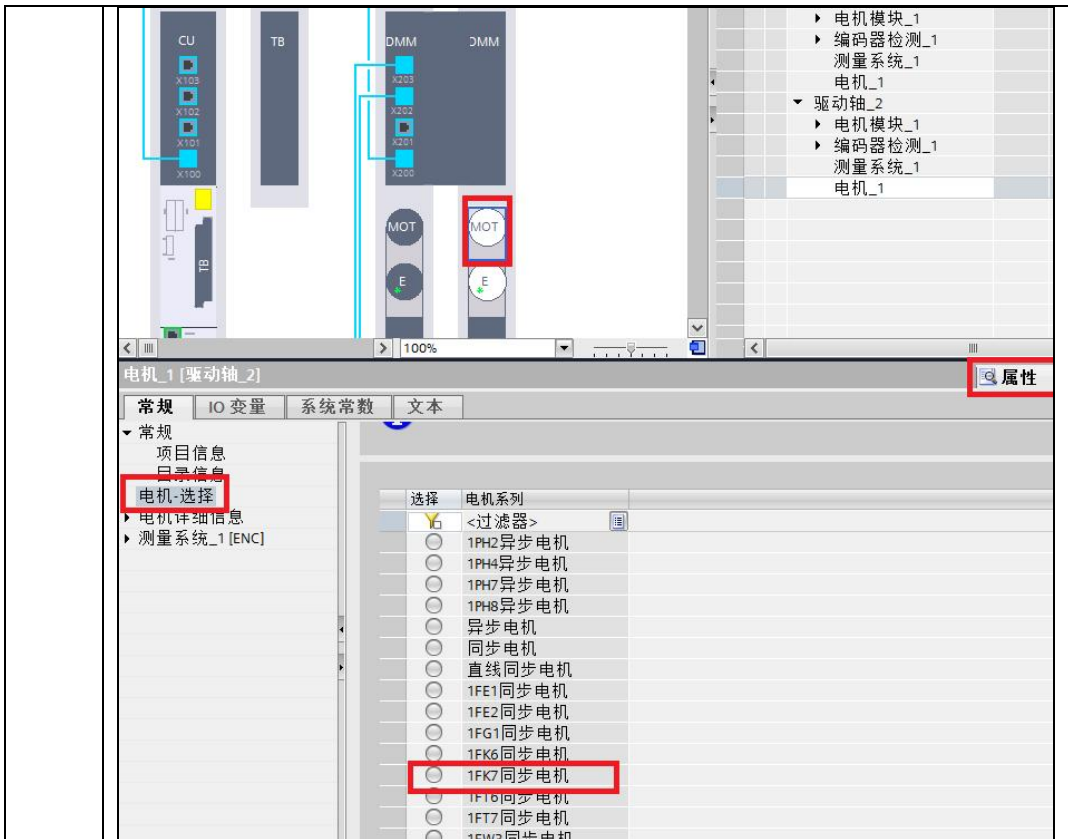 CU
TB
DMM
DMM
X103
X102
X101
X100
X203
X202
X201
X200
TB
MOT
MOT
E
E
电机模块_1
编码器检测_1
测量系统_1
电机_1
驱动轴_2
电机模块_1
编码器检测_1
测量系统_1
电机_1
100%
电机_1 [驱动轴_2]
属性
常规 IO 变量 系统常数 文本
常规
项目信息
目录信息
电机-选择
电机详细信息
测量系统_1 [ENC]
选择 电机系列
<过滤器>
1PH2异步电机
1PH4异步电机
1PH7异步电机
1PH8异步电机
异步电机
同步电机
直线同步电机
1FE1同步电机
1FE2同步电机
1FG1同步电机
1FK6同步电机
1FK7同步电机
1FT6同步电机
1FT7同步电机
1FW3同步电机